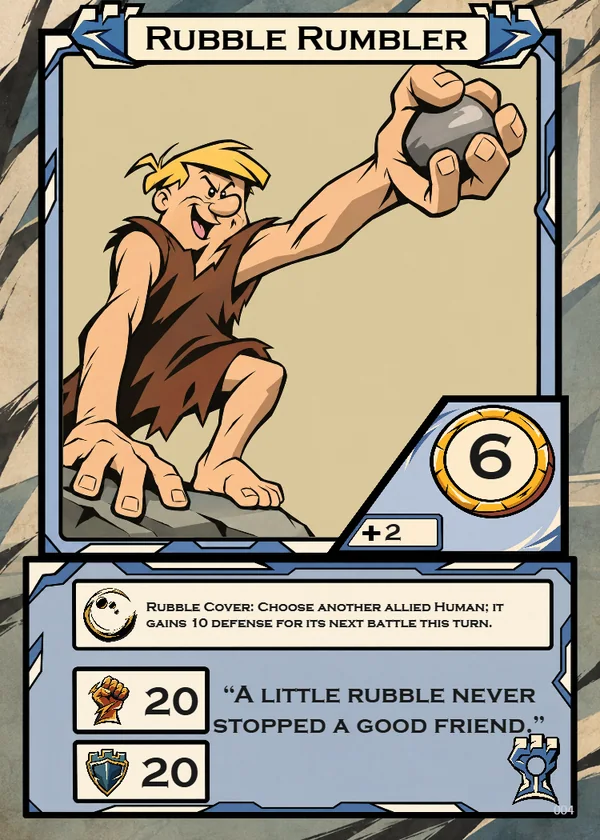 Rubble Rumbler
6
+2
Rubble Cover: Choose another allied Human; it
gains 10 defense for its next battle this turn.
20
“A little rubble never
stopped a good friend.”
20
004